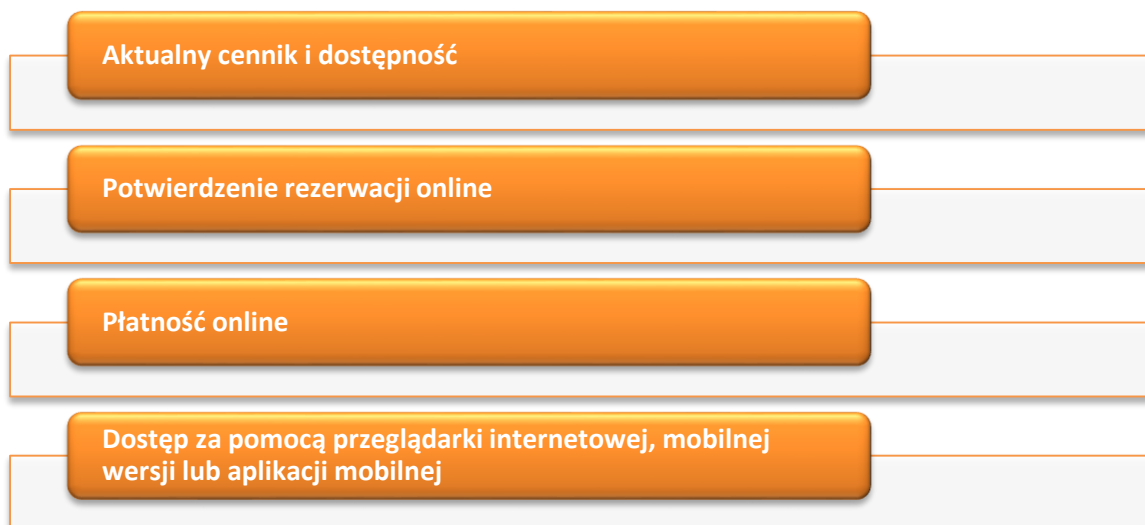 Aktualny cennik i dostępność
Potwierdzenie rezerwacji online
Płatność online
Dostęp za pomocą przeglądarki internetowej, mobilnej
wersji lub aplikacji mobilnej